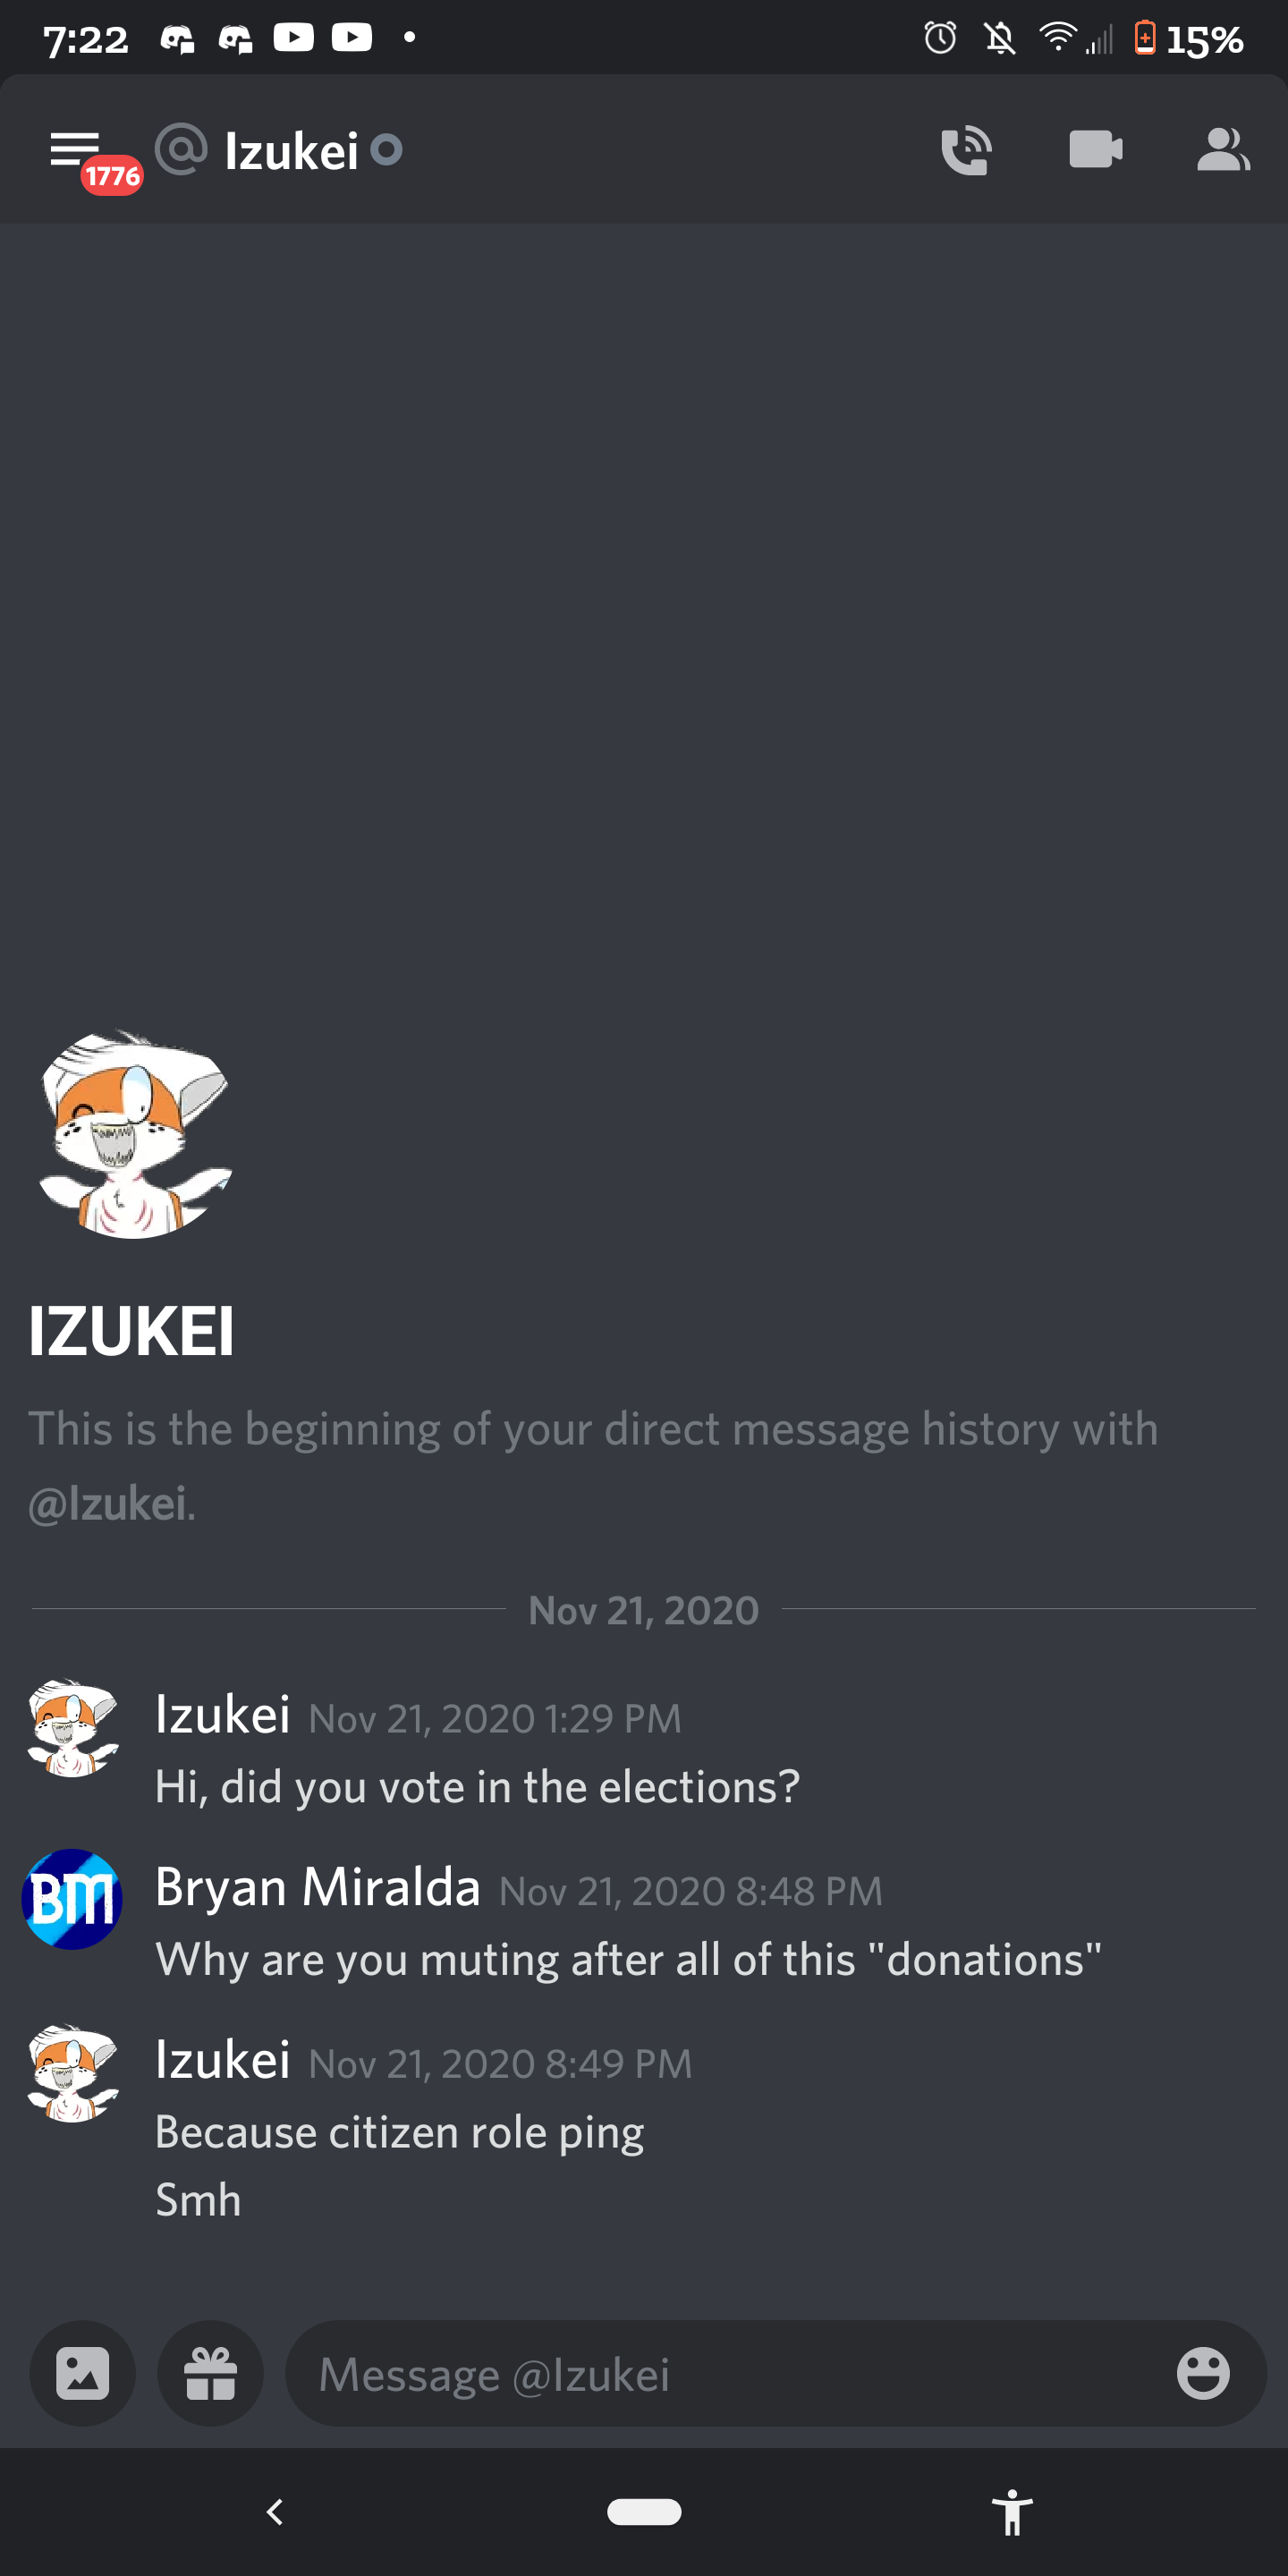 7:22 15%
1776 @ Izukei
IZUKEI
This is the beginning of your direct message history with
@Izukei.
Nov 21, 2020
Izukei Nov 21, 2020 1:29 PM
Hi, did you vote in the elections?
BM Bryan Miralda Nov 21, 2020 8:48 PM
Why are you muting after all of this "donations"
Izukei Nov 21, 2020 8:49 PM
Because citizen role ping
Smh
Message @Izukei